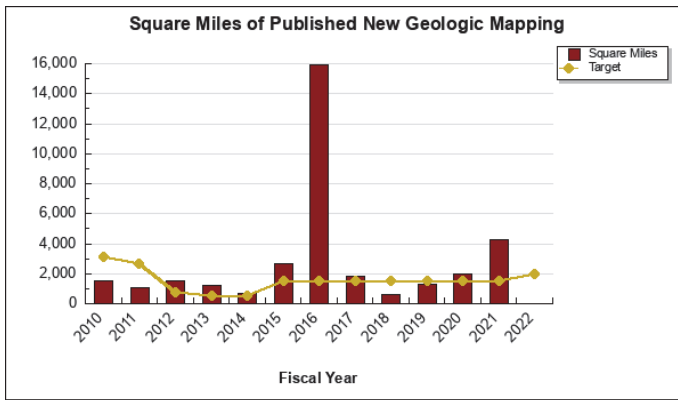 Square Miles of Published New Geologic Mapping
Square Miles
Target
16,000
14,000
12,000
10,000
8,000
6,000
4,000
2,000
0
2010 2011 2012 2013 2014 2015 2016 2017 2018 2019 2020 2021 2022
Fiscal Year